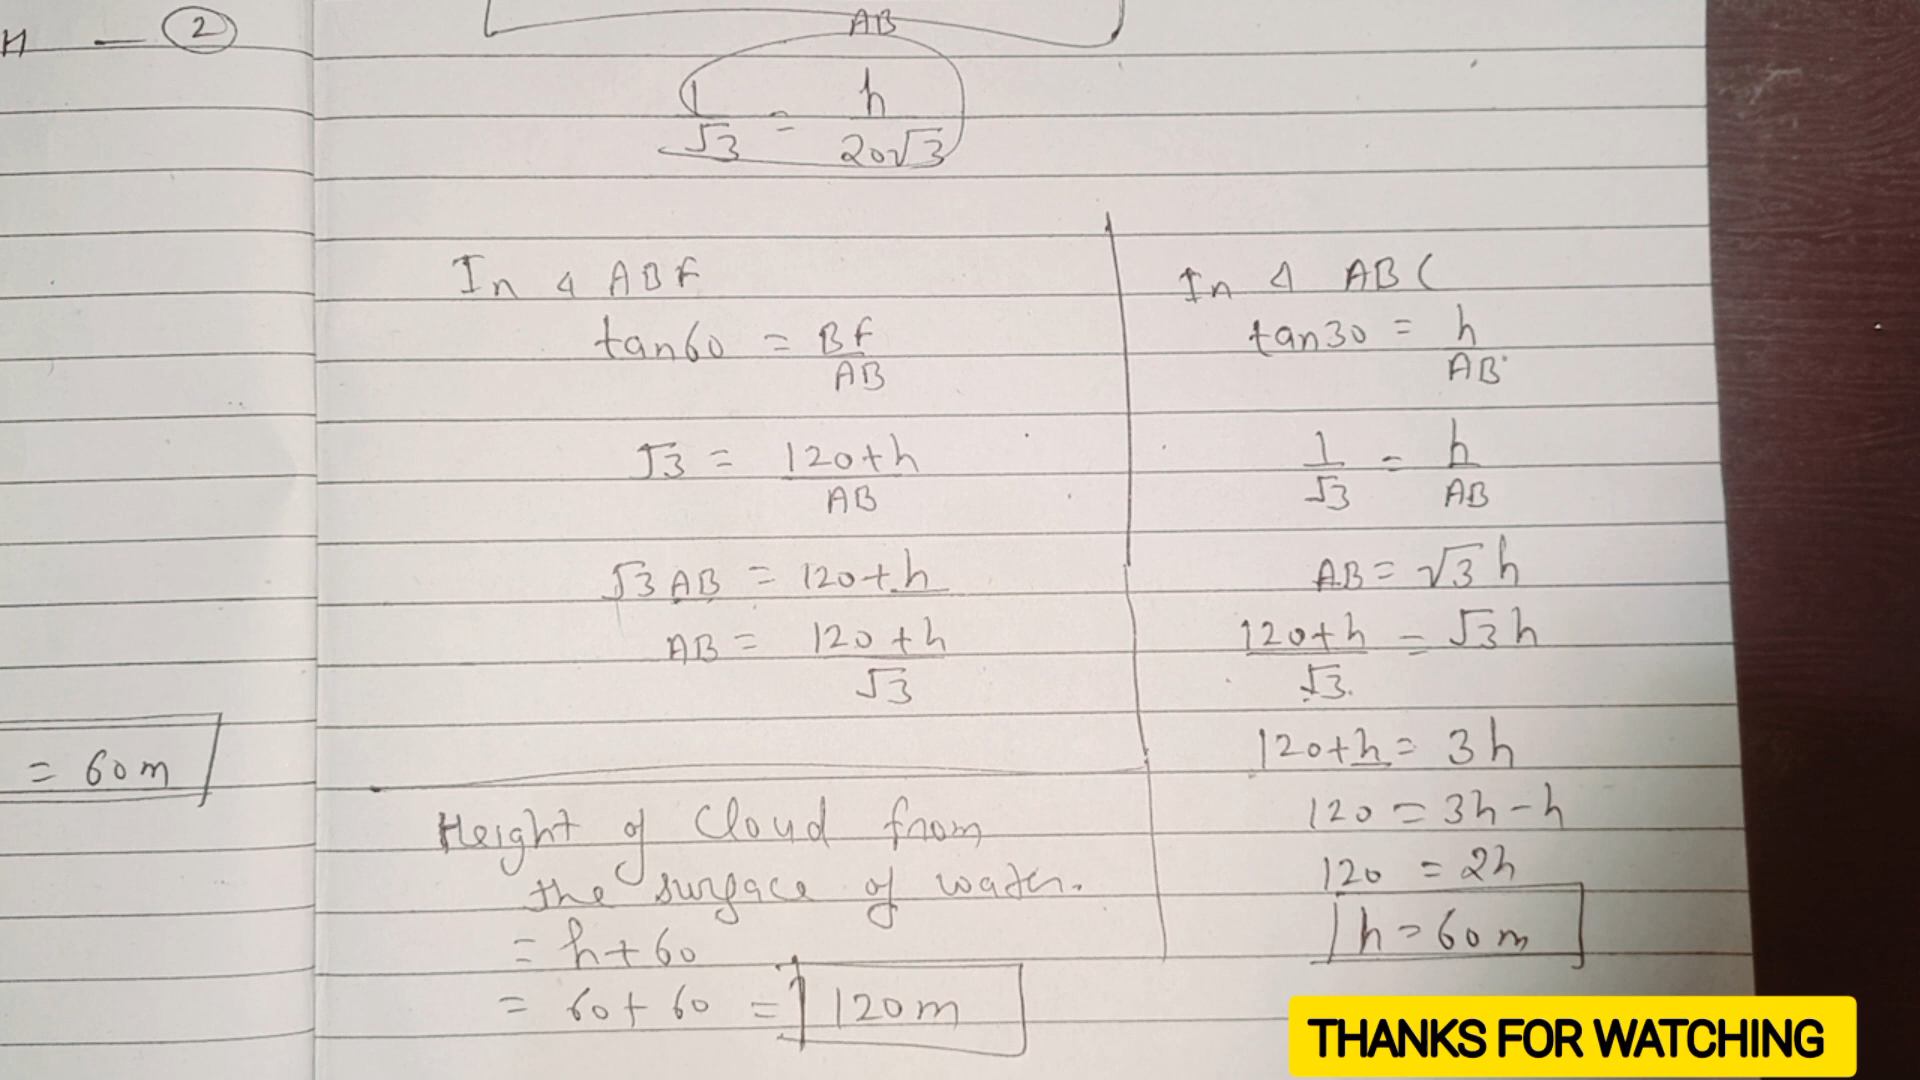 H — 2
AB
1/√3 = h/20√3
In Δ ABF
tan60 = BF/AB
√3 = 120+h/AB
√3 AB = 120+h
AB = 120+h/√3
Height of Cloud from
the surface of water.
= h+60
= 60+60 = 120m
In Δ ABC
tan30 = h/AB
1/√3 = h/AB
AB = √3 h
120+h/√3 = √3 h
120+h = 3h
120 = 3h-h
120 = 2h
h = 60 m
= 60m
THANKS FOR WATCHING